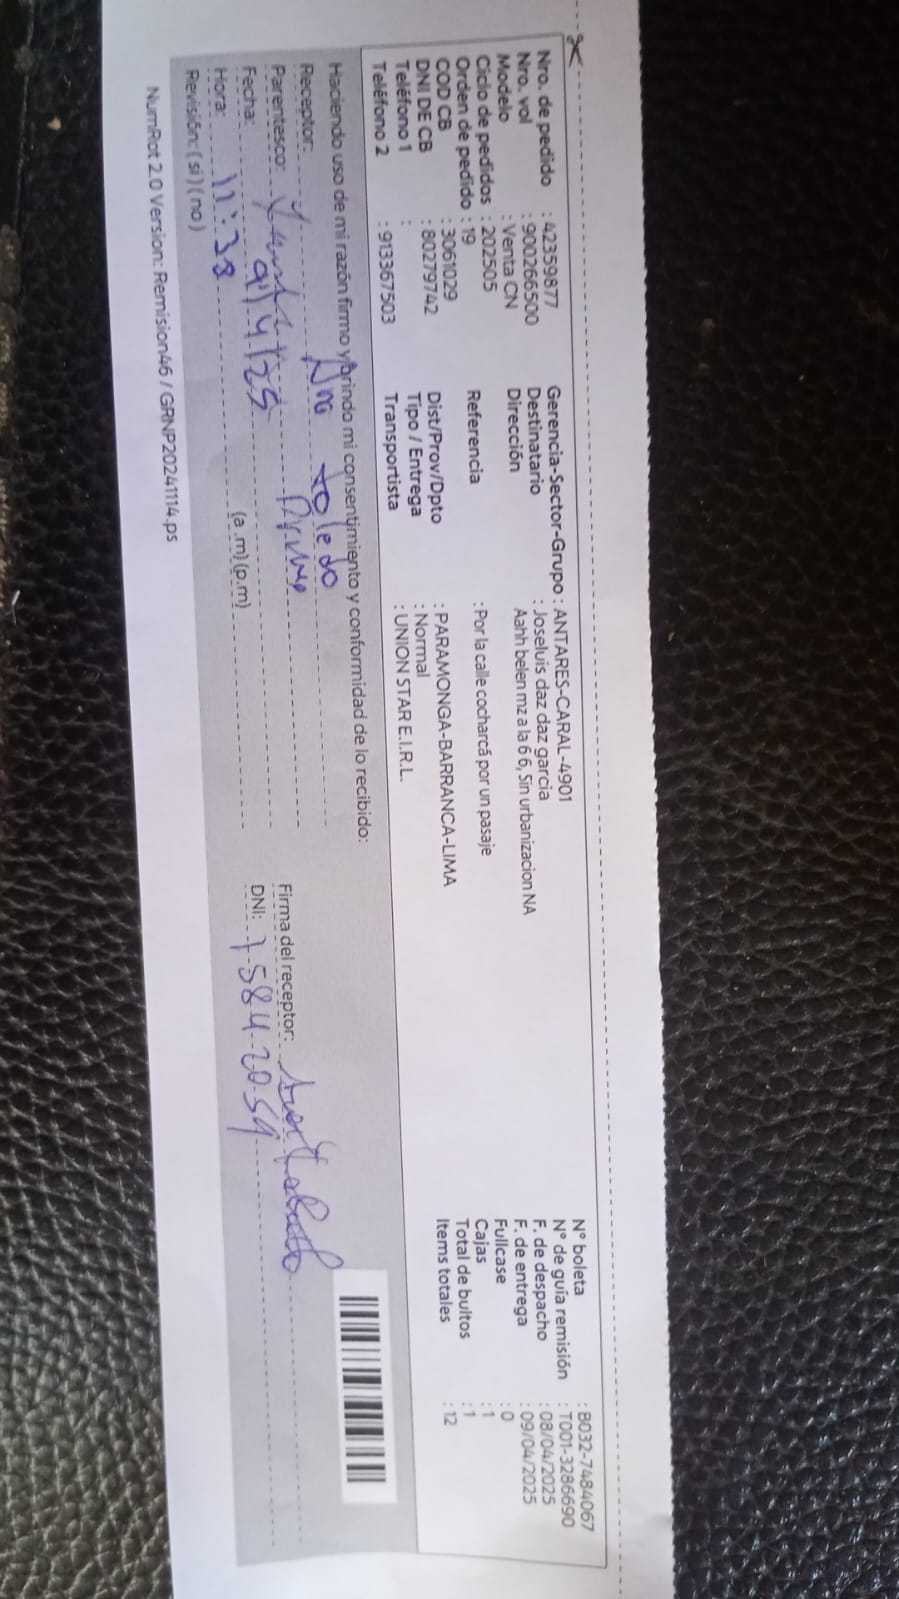 Nro. de pedido : 42359877 Gerencia-Sector-Grupo : ANTARES-CARAL-4901 N° boleta : B032-7484067
Nro. vol : 900266500 Destinatario : Joseluis daz daz garcia N° de guía remisión : T001-3286690
Modelo : Venta CN Dirección Aahh belen mz a la 6 6, Sin urbanizacion NA F. de despacho : 08/04/2025
Ciclo de pedidos : 202505 F. de entrega : 09/04/2025
Orden de pedido : 19 Referencia : Por la calle cocharcá por un pasaje Fullcase : 0
COD CB : 3061029 Cajas : 1
DNI DE CB : 80279742 Dist/Prov/Dpto : PARAMONGA-BARRANCA-LIMA Total de bultos : 1
Teléfono 1 : Tipo / Entrega : Normal Items totales : 12
Teléfono 2 : 913367503 Transportista : UNION STAR E.I.R.L.
Haciendo uso de mi razón firmo y brindo mi consentimiento y conformidad de lo recibido:
Receptor: Ana toledo
Parentesco: Firma del receptor:
Fecha: 9/4/25 DNI: 15842059
Hora: 11:38 (a .m) (p.m)
Revisión: ( si ) ( no )
NumRot 2.0 Version: Remision46 / GRNP20241114.ps